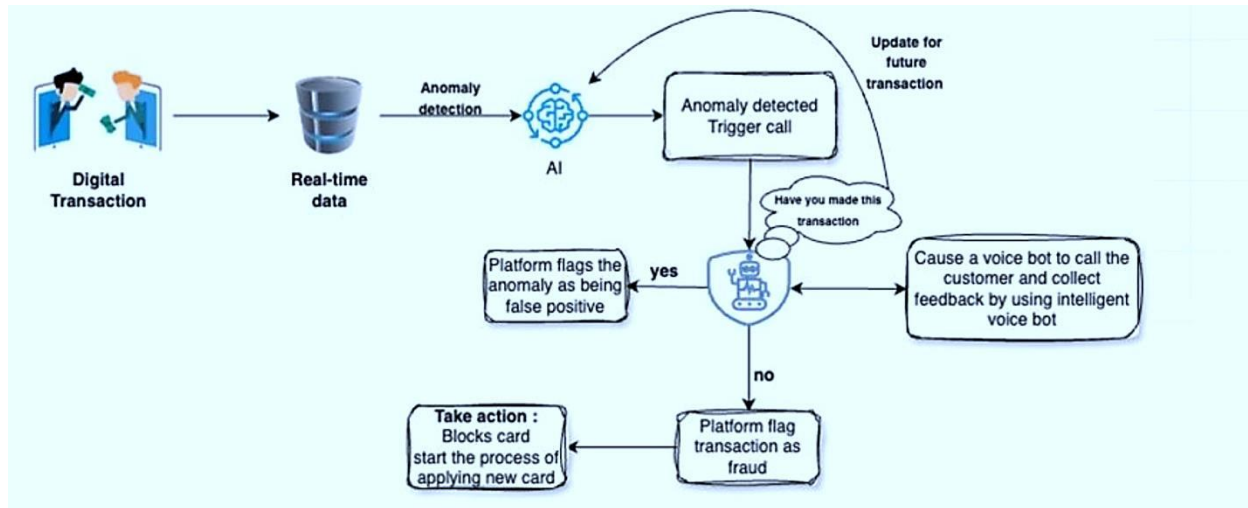 Digital
Transaction
Real-time
data
Anomaly
detection
AI
Anomaly detected
Trigger call
Update for
future
transaction
Have you made this
transaction
Cause a voice bot to call the
customer and collect
feedback by using intelligent
voice bot
yes
Platform flags the
anomaly as being
false positive
no
Platform flag
transaction as
fraud
Take action :
Blocks card
start the process of
applying new card